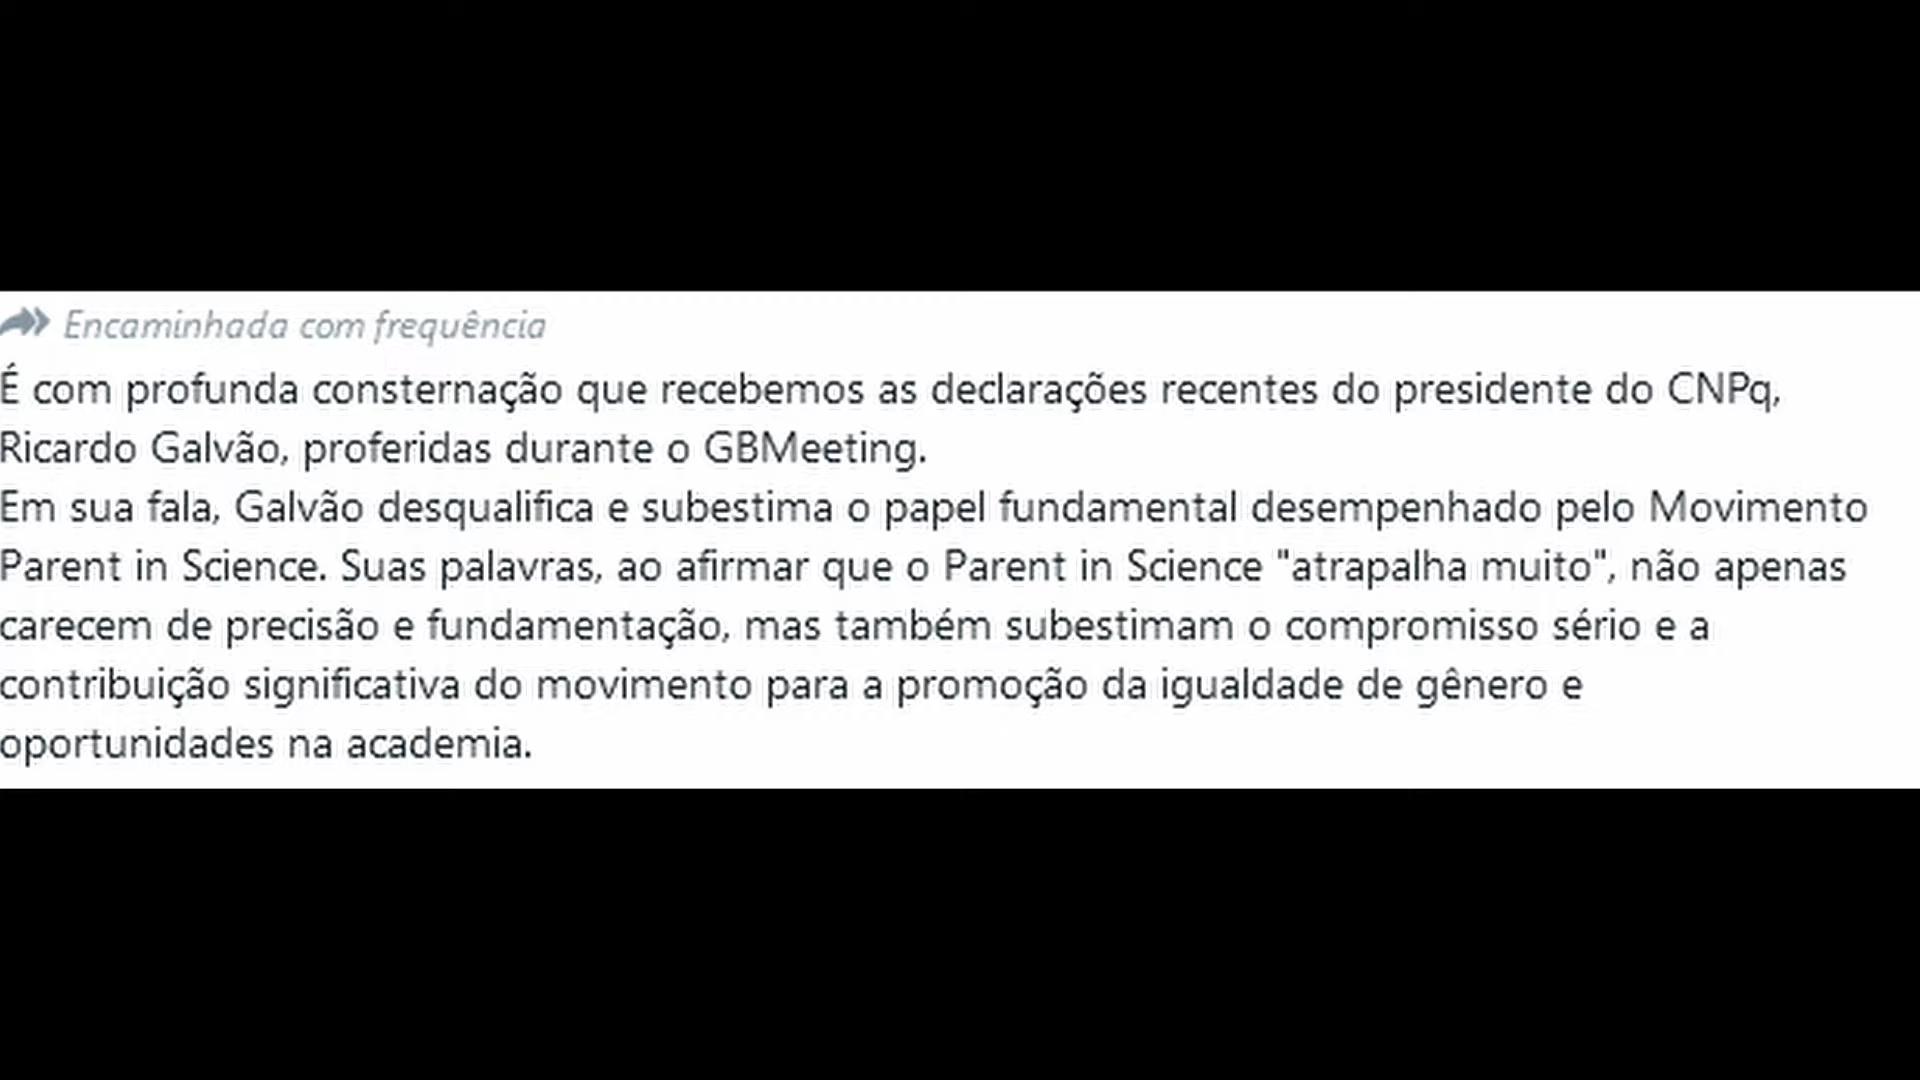 Encaminhada com frequência
É com profunda consternação que recebemos as declarações recentes do presidente do CNPq,
Ricardo Galvão, proferidas durante o GBMeeting.
Em sua fala, Galvão desqualifica e subestima o papel fundamental desempenhado pelo Movimento
Parent in Science. Suas palavras, ao afirmar que o Parent in Science "atrapalha muito", não apenas
carecem de precisão e fundamentação, mas também subestimam o compromisso sério e a
contribuição significativa do movimento para a promoção da igualdade de gênero e
oportunidades na academia.